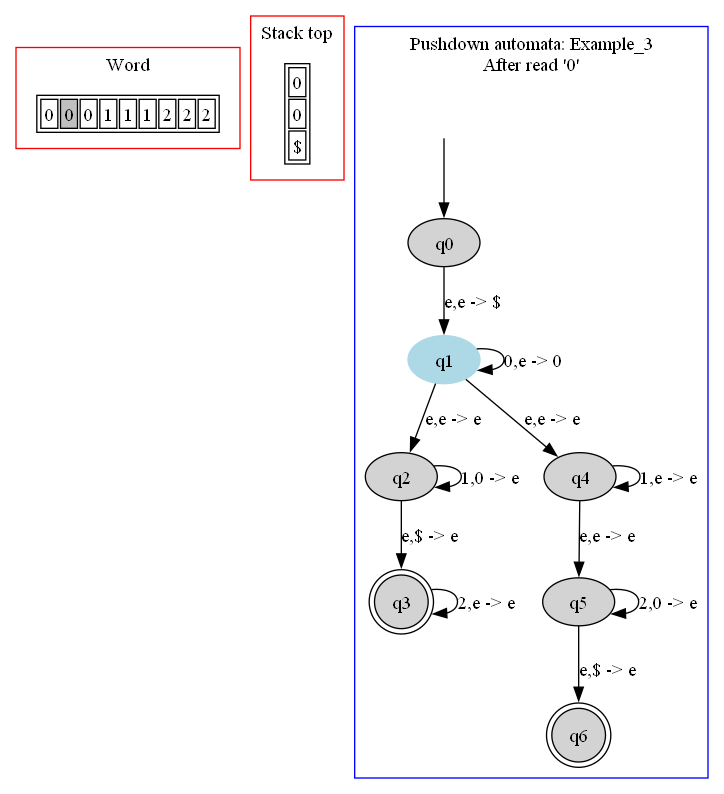 Word
0 0 0 1 1 1 2 2 2
Stack top
0
0
$
Pushdown automata: Example_3
After read '0'
q0
e,e -> $
q1
0,e -> 0
e,e -> e
e,e -> e
q2
1,0 -> e
q4
1,e -> e
e,$ -> e
e,e -> e
q3
2,e -> e
q5
2,0 -> e
e,$ -> e
q6